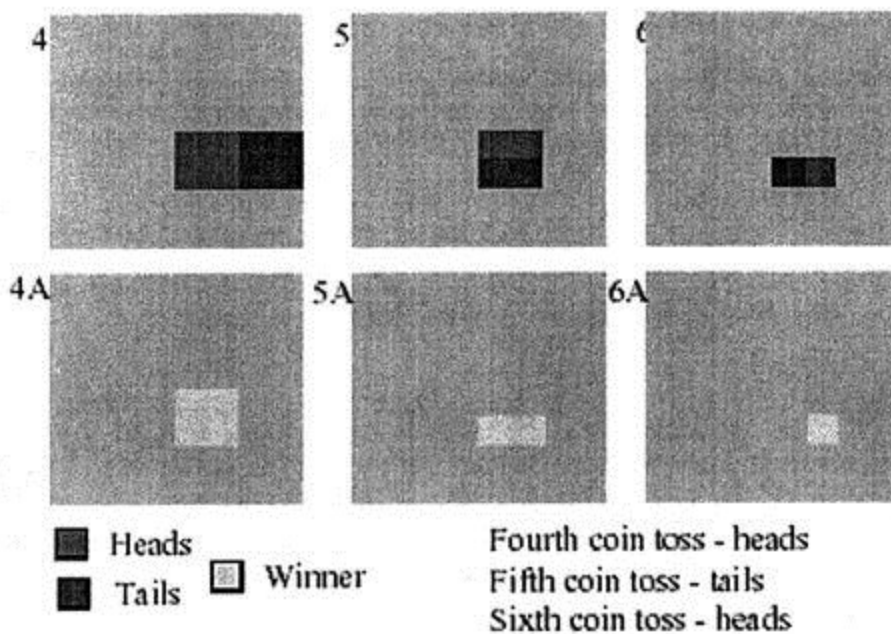 4
5
6
4A
5A
6A
Heads
Tails
Winner
Fourth coin toss - heads
Fifth coin toss - tails
Sixth coin toss - heads